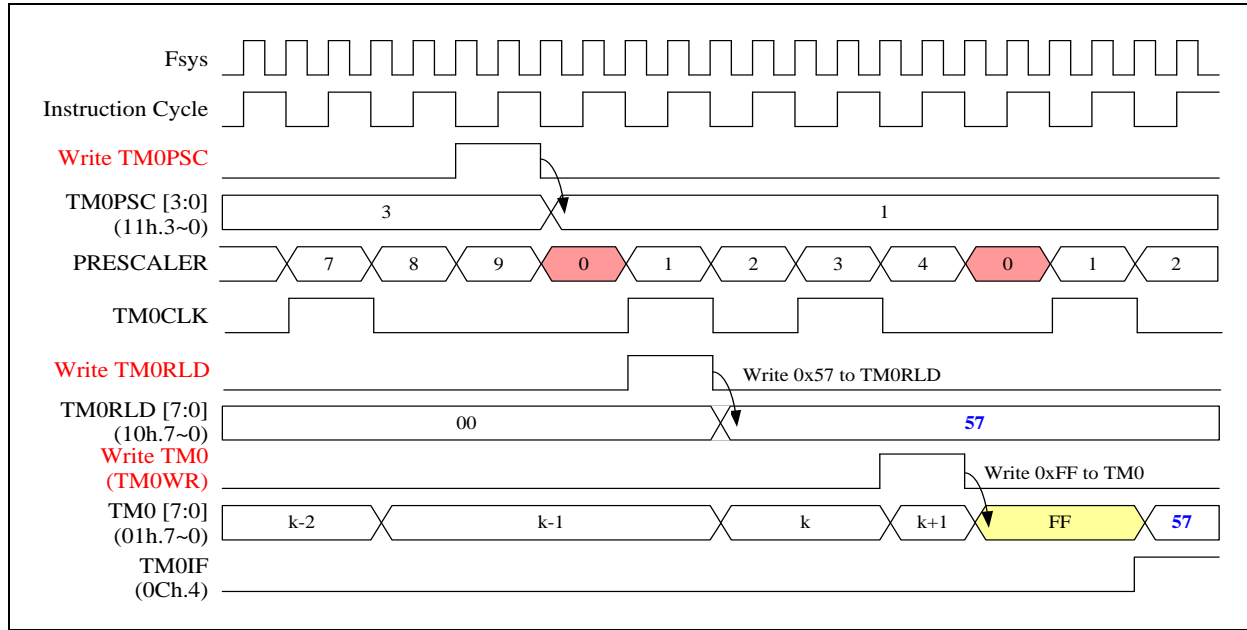 Fsys
Instruction Cycle
Write TM0PSC
TM0PSC [3:0]
(11h.3~0)
3
1
PRESCALER
7 8 9 0 1 2 3 4 0 1 2
TM0CLK
Write TM0RLD
Write 0x57 to TM0RLD
TM0RLD [7:0]
(10h.7~0)
00
57
Write TM0
(TM0WR)
Write 0xFF to TM0
TM0 [7:0]
(01h.7~0)
k-2 k-1 k k+1 FF 57
TM0IF
(0Ch.4)